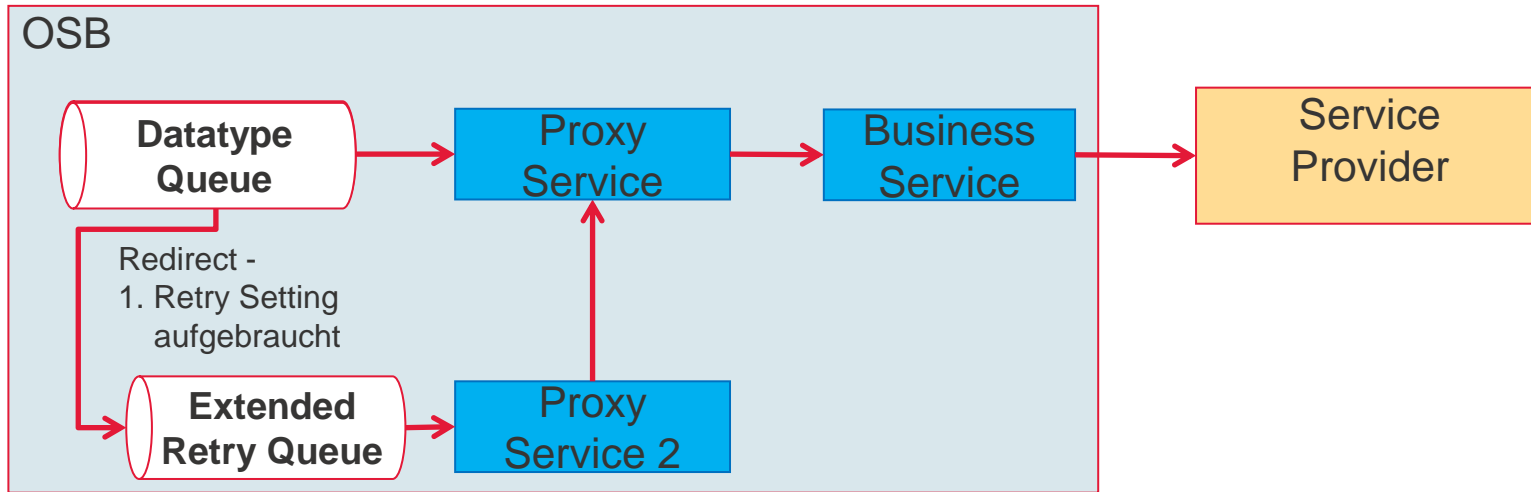 OSB
Datatype
Queue
Proxy
Service
Business
Service
Service
Provider
Redirect -
1. Retry Setting
aufgebraucht
Extended
Retry Queue
Proxy
Service 2